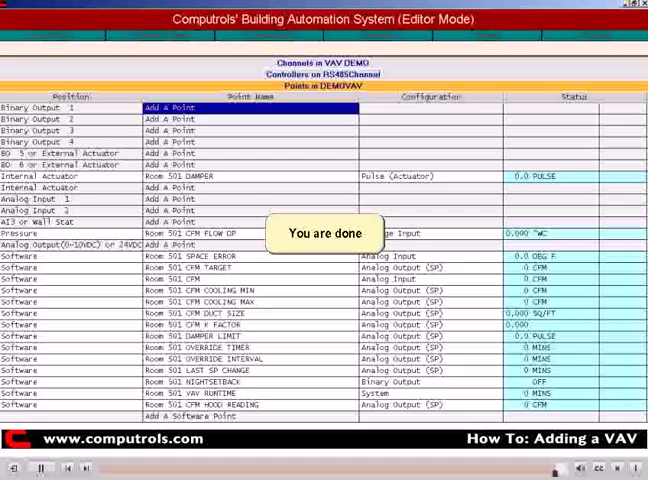 Computrols' Building Automation System (Editor Mode)
Channels in VAV DEMO
Controllers on RS485Channel
Points in DEMOVAV
Position Point Name Configuration Status
Binary Output 1 Add A Point
Binary Output 2 Add A Point
Binary Output 3 Add A Point
Binary Output 4 Add A Point
BO 5 or External Actuator Add A Point
BO 6 or External Actuator Add A Point
Internal Actuator Room 501 DAMPER Pulse (Actuator) 0.0 PULSE
Internal Actuator Add A Point
Analog Input 1 Add A Point
Analog Input 2 Add A Point
AI3 or Wall Stat Add A Point
Pressure Room 501 CFM FLOW DP ge Input 0.000 "WC
Analog Output(0-10VDC) or 24VDC Add A Point
Software Room 501 SPACE ERROR Analog Input 0.0 DEG F
Software Room 501 CFM TARGET Analog Output (SP) 0 CFM
Software Room 501 CFM Analog Input 0 CFM
Software Room 501 CFM COOLING MIN Analog Output (SP) 0 CFM
Software Room 501 CFM COOLING MAX Analog Output (SP) 0 CFM
Software Room 501 CFM DUCT SIZE Analog Output (SP) 0.000 SQ/FT
Software Room 501 CFM K FACTOR Analog Output (SP) 0.000
Software Room 501 DAMPER LIMIT Analog Output (SP) 0.0 PULSE
Software Room 501 OVERRIDE TIMER Analog Output (SP) 0 MINS
Software Room 501 OVERRIDE INTERVAL Analog Output (SP) 0 MINS
Software Room 501 LAST SP CHANGE Analog Output (SP) 0 MINS
Software Room 501 NIGHTSETBACK Binary Output OFF
Software Room 501 VAV RUNTIME System 0 MINS
Software Room 501 CFM HOOD READING Analog Output (SP) 0 CFM
Add A Software Point
You are done
www.computrols.com How To: Adding a VAV
CC